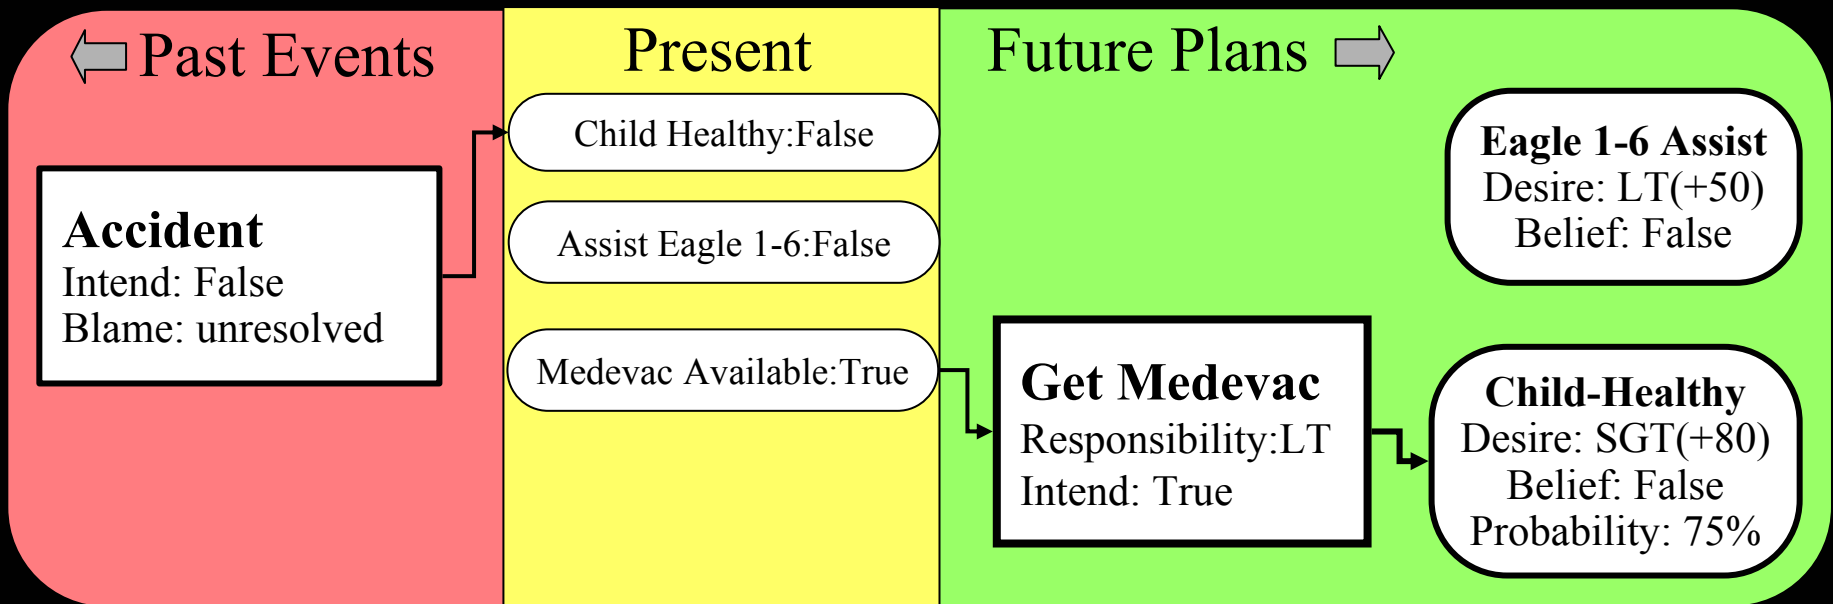 Past Events
Present
Future Plans
Child Healthy:False
Assist Eagle 1-6:False
Medevac Available:True
Accident
Intend: False
Blame: unresolved
Get Medevac
Responsibility:LT
Intend: True
Eagle 1-6 Assist
Desire: LT(+50)
Belief: False
Child-Healthy
Desire: SGT(+80)
Belief: False
Probability: 75%